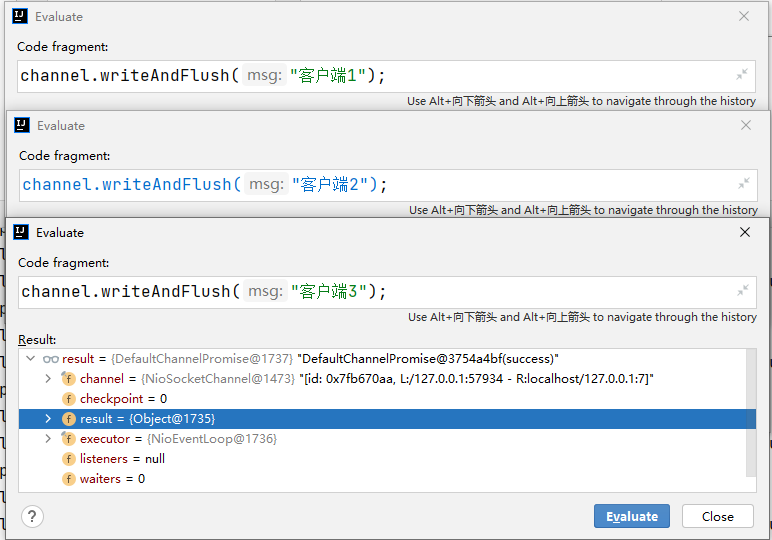 Evaluate
Code fragment:
channel.writeAndFlush( msg: "客户端1");
Use Alt+向下箭头 and Alt+向上箭头 to navigate through the history
Evaluate
Code fragment:
channel.writeAndFlush( msg: "客户端2");
Use Alt+向下箭头 and Alt+向上箭头 to navigate through the history
Evaluate
Code fragment:
channel.writeAndFlush( msg: "客户端3");
Use Alt+向下箭头 and Alt+向上箭头 to navigate through the history
Result:
result = {DefaultChannelPromise@1737} "DefaultChannelPromise@3754a4bf(success)"
channel = {NioSocketChannel@1473} "[id: 0x7fb670aa, L:/127.0.0.1:57934 - R:localhost/127.0.0.1:7]"
checkpoint = 0
result = {Object@1735}
executor = {NioEventLoop@1736}
listeners = null
waiters = 0
? Evaluate Close